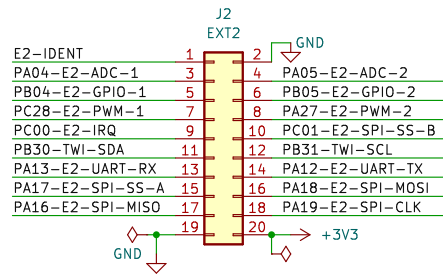 J2
EXT2
E2-IDENT 1 2 GND
PA04-E2-ADC-1 3 4 PA05-E2-ADC-2
PB04-E2-GPIO-1 5 6 PB05-E2-GPIO-2
PC28-E2-PWM-1 7 8 PA27-E2-PWM-2
PC00-E2-IRQ 9 10 PC01-E2-SPI-SS-B
PB30-TWI-SDA 11 12 PB31-TWI-SCL
PA13-E2-UART-RX 13 14 PA12-E2-UART-TX
PA17-E2-SPI-SS-A 15 16 PA18-E2-SPI-MOSI
PA16-E2-SPI-MISO 17 18 PA19-E2-SPI-CLK
19 20 +3V3
GND